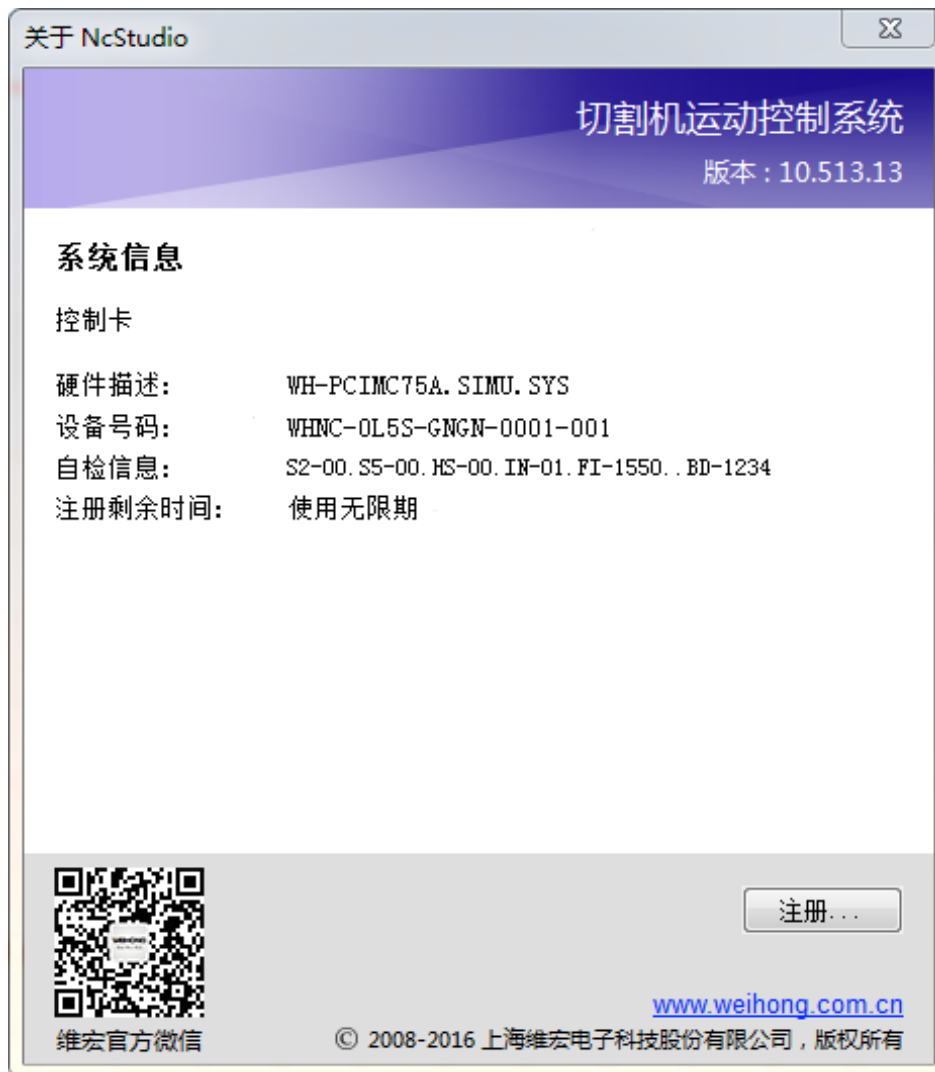 关于 NcStudio
切割机运动控制系统
版本：10.513.13
系统信息
控制卡
硬件描述： WH-PCIMC75A.SIMU.SYS
设备号码： WHNC-0L5S-GNGN-0001-001
自检信息： S2-00.S5-00.HS-00.IN-01.FI-1550..BD-1234
注册剩余时间： 使用无限期
WEIHONG
注册...
www.weihong.com.cn
维宏官方微信
© 2008-2016 上海维宏电子科技股份有限公司，版权所有